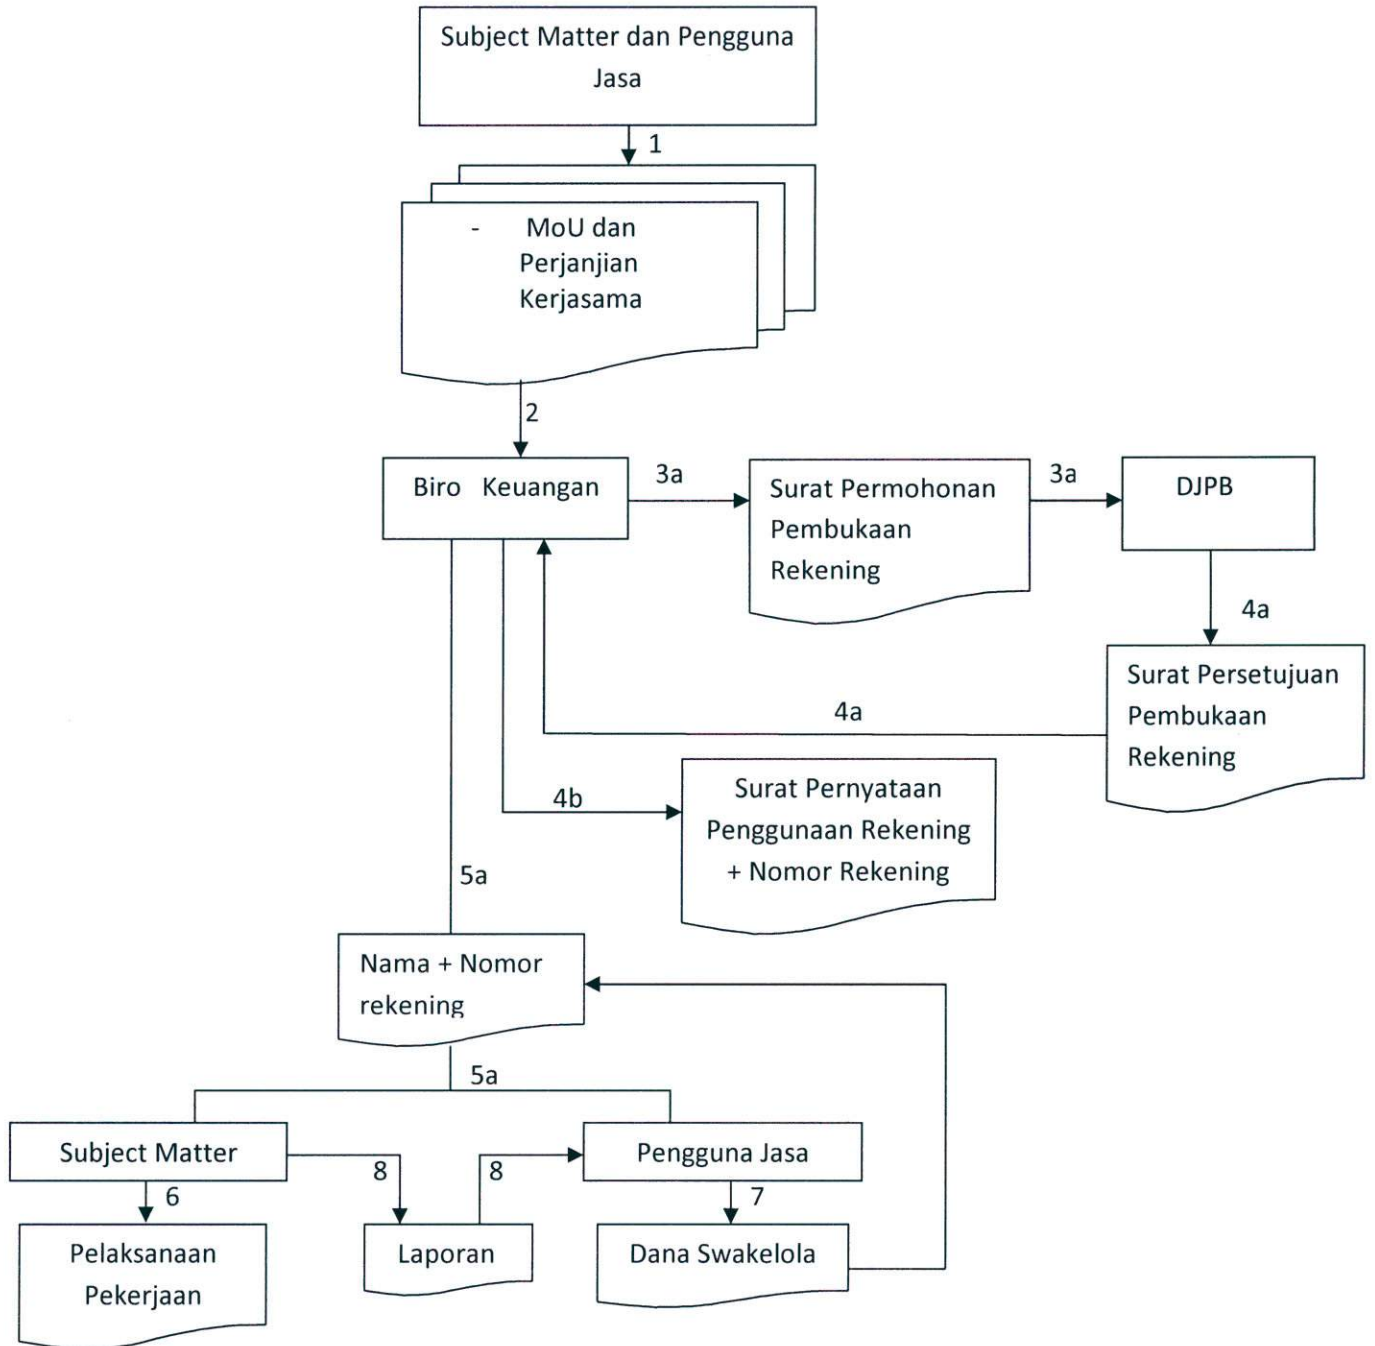 Subject Matter dan Pengguna
Jasa
1
- MoU dan
Perjanjian
Kerjasama
2
Biro Keuangan
3a
Surat Permohonan
Pembukaan
Rekening
3a
DJPB
4a
Surat Persetujuan
Pembukaan
Rekening
4a
4b
Surat Pernyataan
Penggunaan Rekening
+ Nomor Rekening
5a
Nama + Nomor
rekening
5a
Subject Matter
8
8
Pengguna Jasa
6
7
Pelaksanaan
Pekerjaan
Laporan
Dana Swakelola